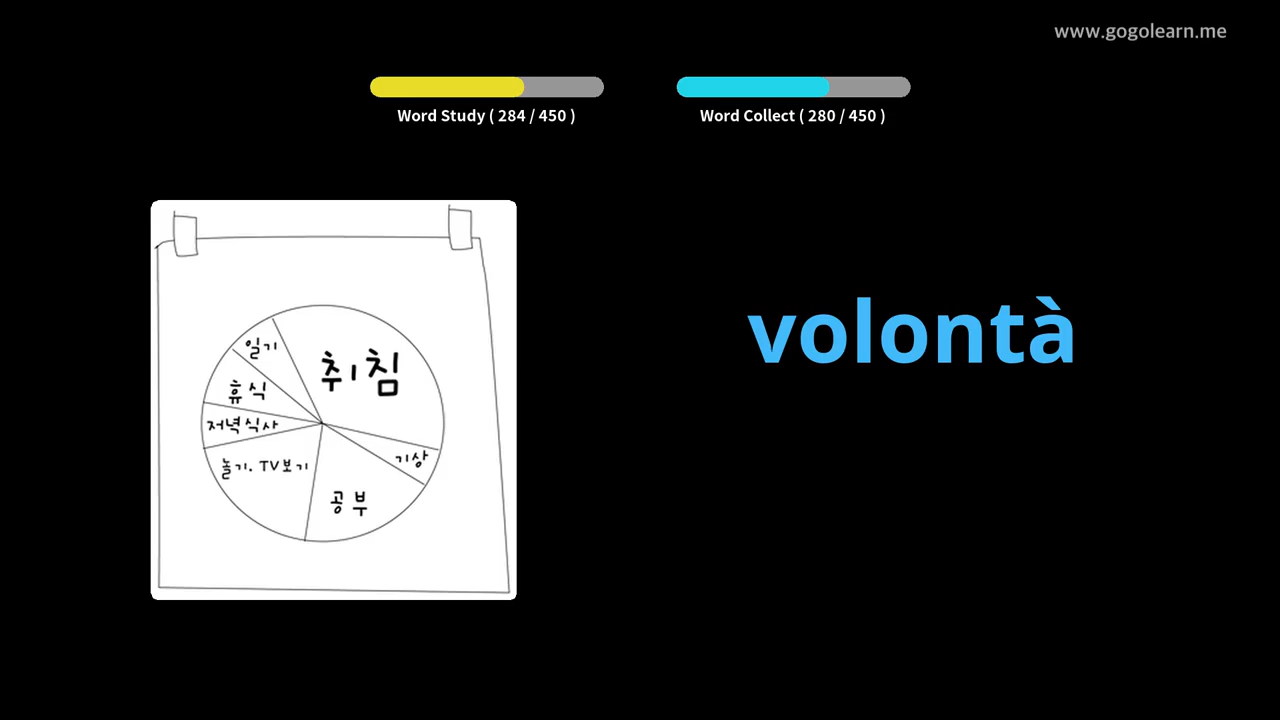 www.gogolearn.me
Word Study ( 284 / 450 )
Word Collect ( 280 / 450 )
volontà
일기
취침
휴식
저녁식사
놀기. TV보기
기상
공부